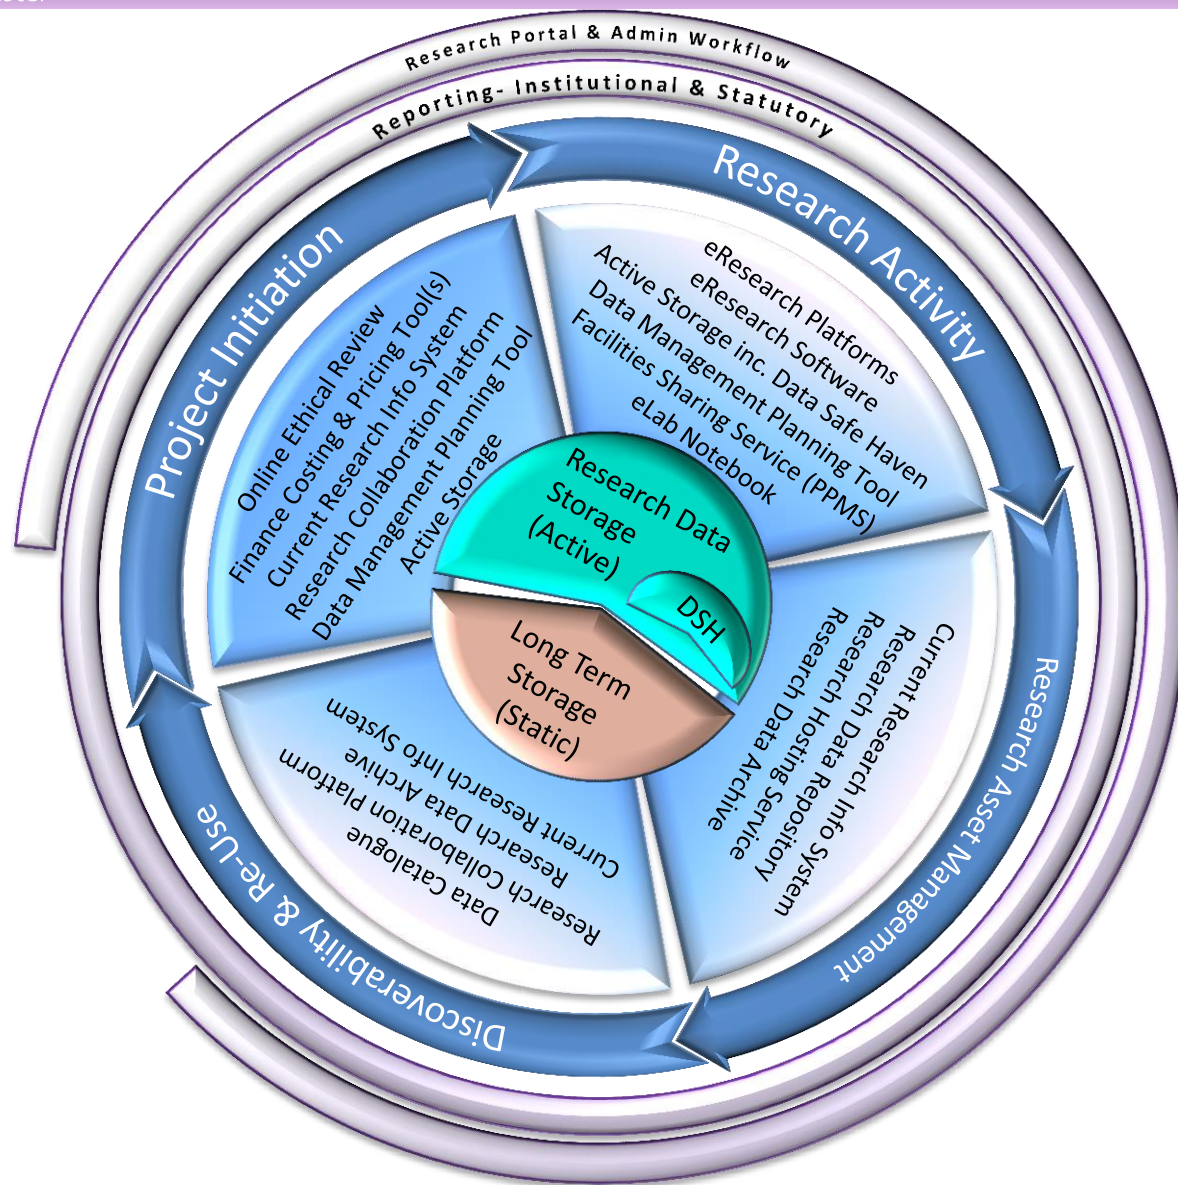 Research Portal & Admin Workflow
Reporting- Institutional & Statutory
Project Initiation
Research Activity
Research Asset Management
Discoverability & Re-Use
Online Ethical Review
Finance Costing & Pricing Tool(s)
Current Research Info System
Research Collaboration Platform
Data Management Planning Tool
Active Storage
eResearch Platforms
eResearch Software
Active Storage inc. Data Safe Haven
Data Management Planning Tool
Facilities Sharing Service (PPMS)
eLab Notebook
Current Research Info System
Research Data Repository
Research Hosting Service
Research Data Archive
Data Catalogue
Research Collaboration Platform
Research Data Archive
Current Research Info System
Research Data
Storage
(Active)
DSH
Long Term
Storage
(Static)